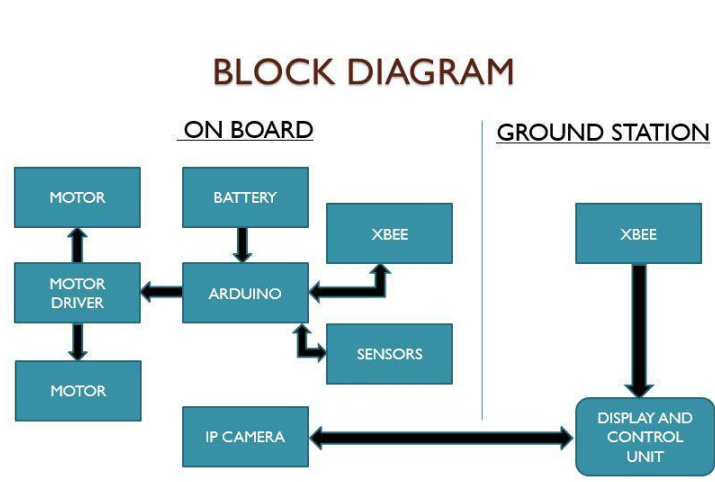 BLOCK DIAGRAM
ON BOARD
GROUND STATION
MOTOR
BATTERY
XBEE
XBEE
MOTOR
DRIVER
ARDUINO
SENSORS
MOTOR
IP CAMERA
DISPLAY AND
CONTROL
UNIT